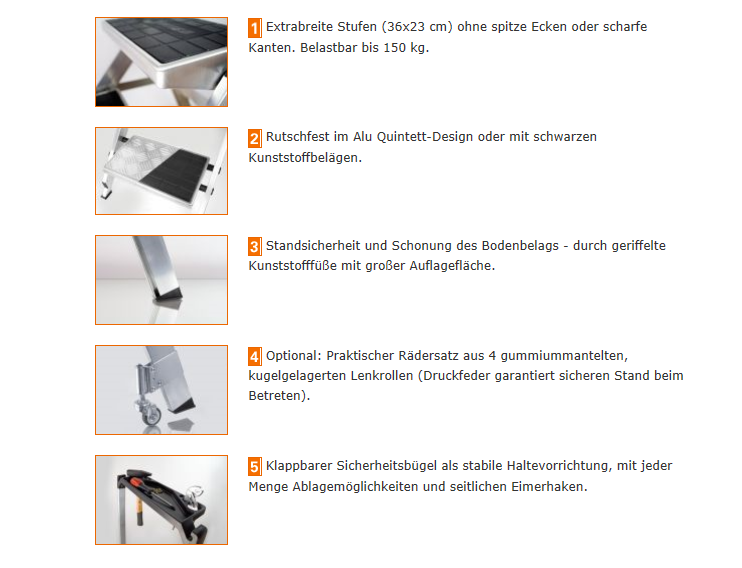 1 Extrabreite Stufen (36x23 cm) ohne spitze Ecken oder scharfe
Kanten. Belastbar bis 150 kg.
2 Rutschfest im Alu Quintett-Design oder mit schwarzen
Kunststoffbelägen.
3 Standsicherheit und Schonung des Bodenbelags - durch geriffelte
Kunststofffüße mit großer Auflagefläche.
4 Optional: Praktischer Rädersatz aus 4 gummiummantelten,
kugelgelagerten Lenkrollen (Druckfeder garantiert sicheren Stand beim
Betreten).
5 Klappbarer Sicherheitsbügel als stabile Haltevorrichtung, mit jeder
Menge Ablagemöglichkeiten und seitlichen Eimerhaken.